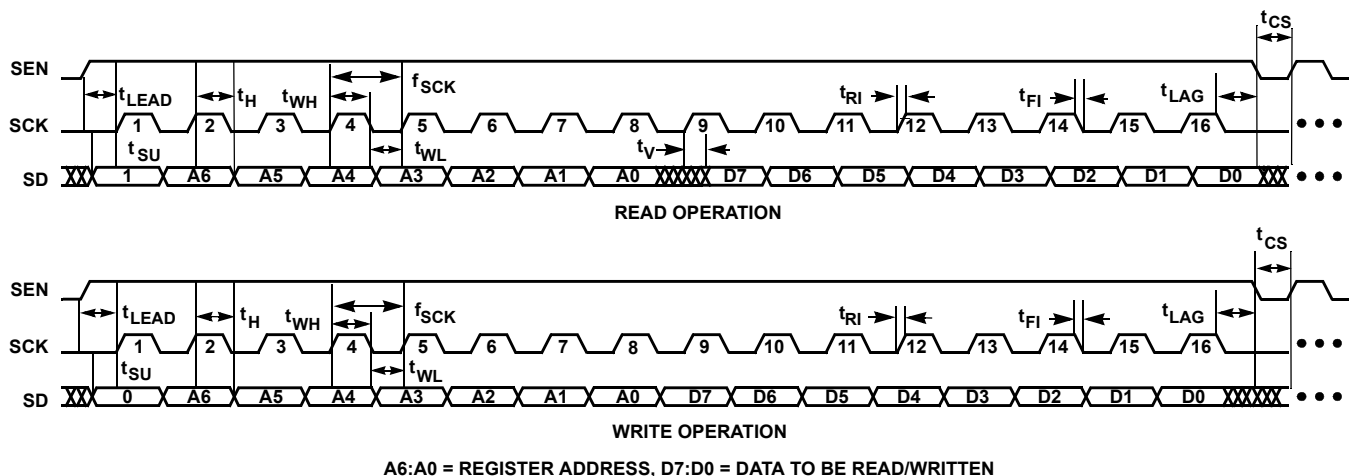 tCS
SEN
tLEAD tH tWH fSCK tRI tFI tLAG
SCK 1 2 3 4 5 6 7 8 9 10 11 12 13 14 15 16
tSU tWL tV
SD 1 A6 A5 A4 A3 A2 A1 A0 D7 D6 D5 D4 D3 D2 D1 D0
READ OPERATION
tCS
SEN
tLEAD tH tWH fSCK tRI tFI tLAG
SCK 1 2 3 4 5 6 7 8 9 10 11 12 13 14 15 16
tSU tWL
SD 0 A6 A5 A4 A3 A2 A1 A0 D7 D6 D5 D4 D3 D2 D1 D0
WRITE OPERATION
A6:A0 = REGISTER ADDRESS, D7:D0 = DATA TO BE READ/WRITTEN